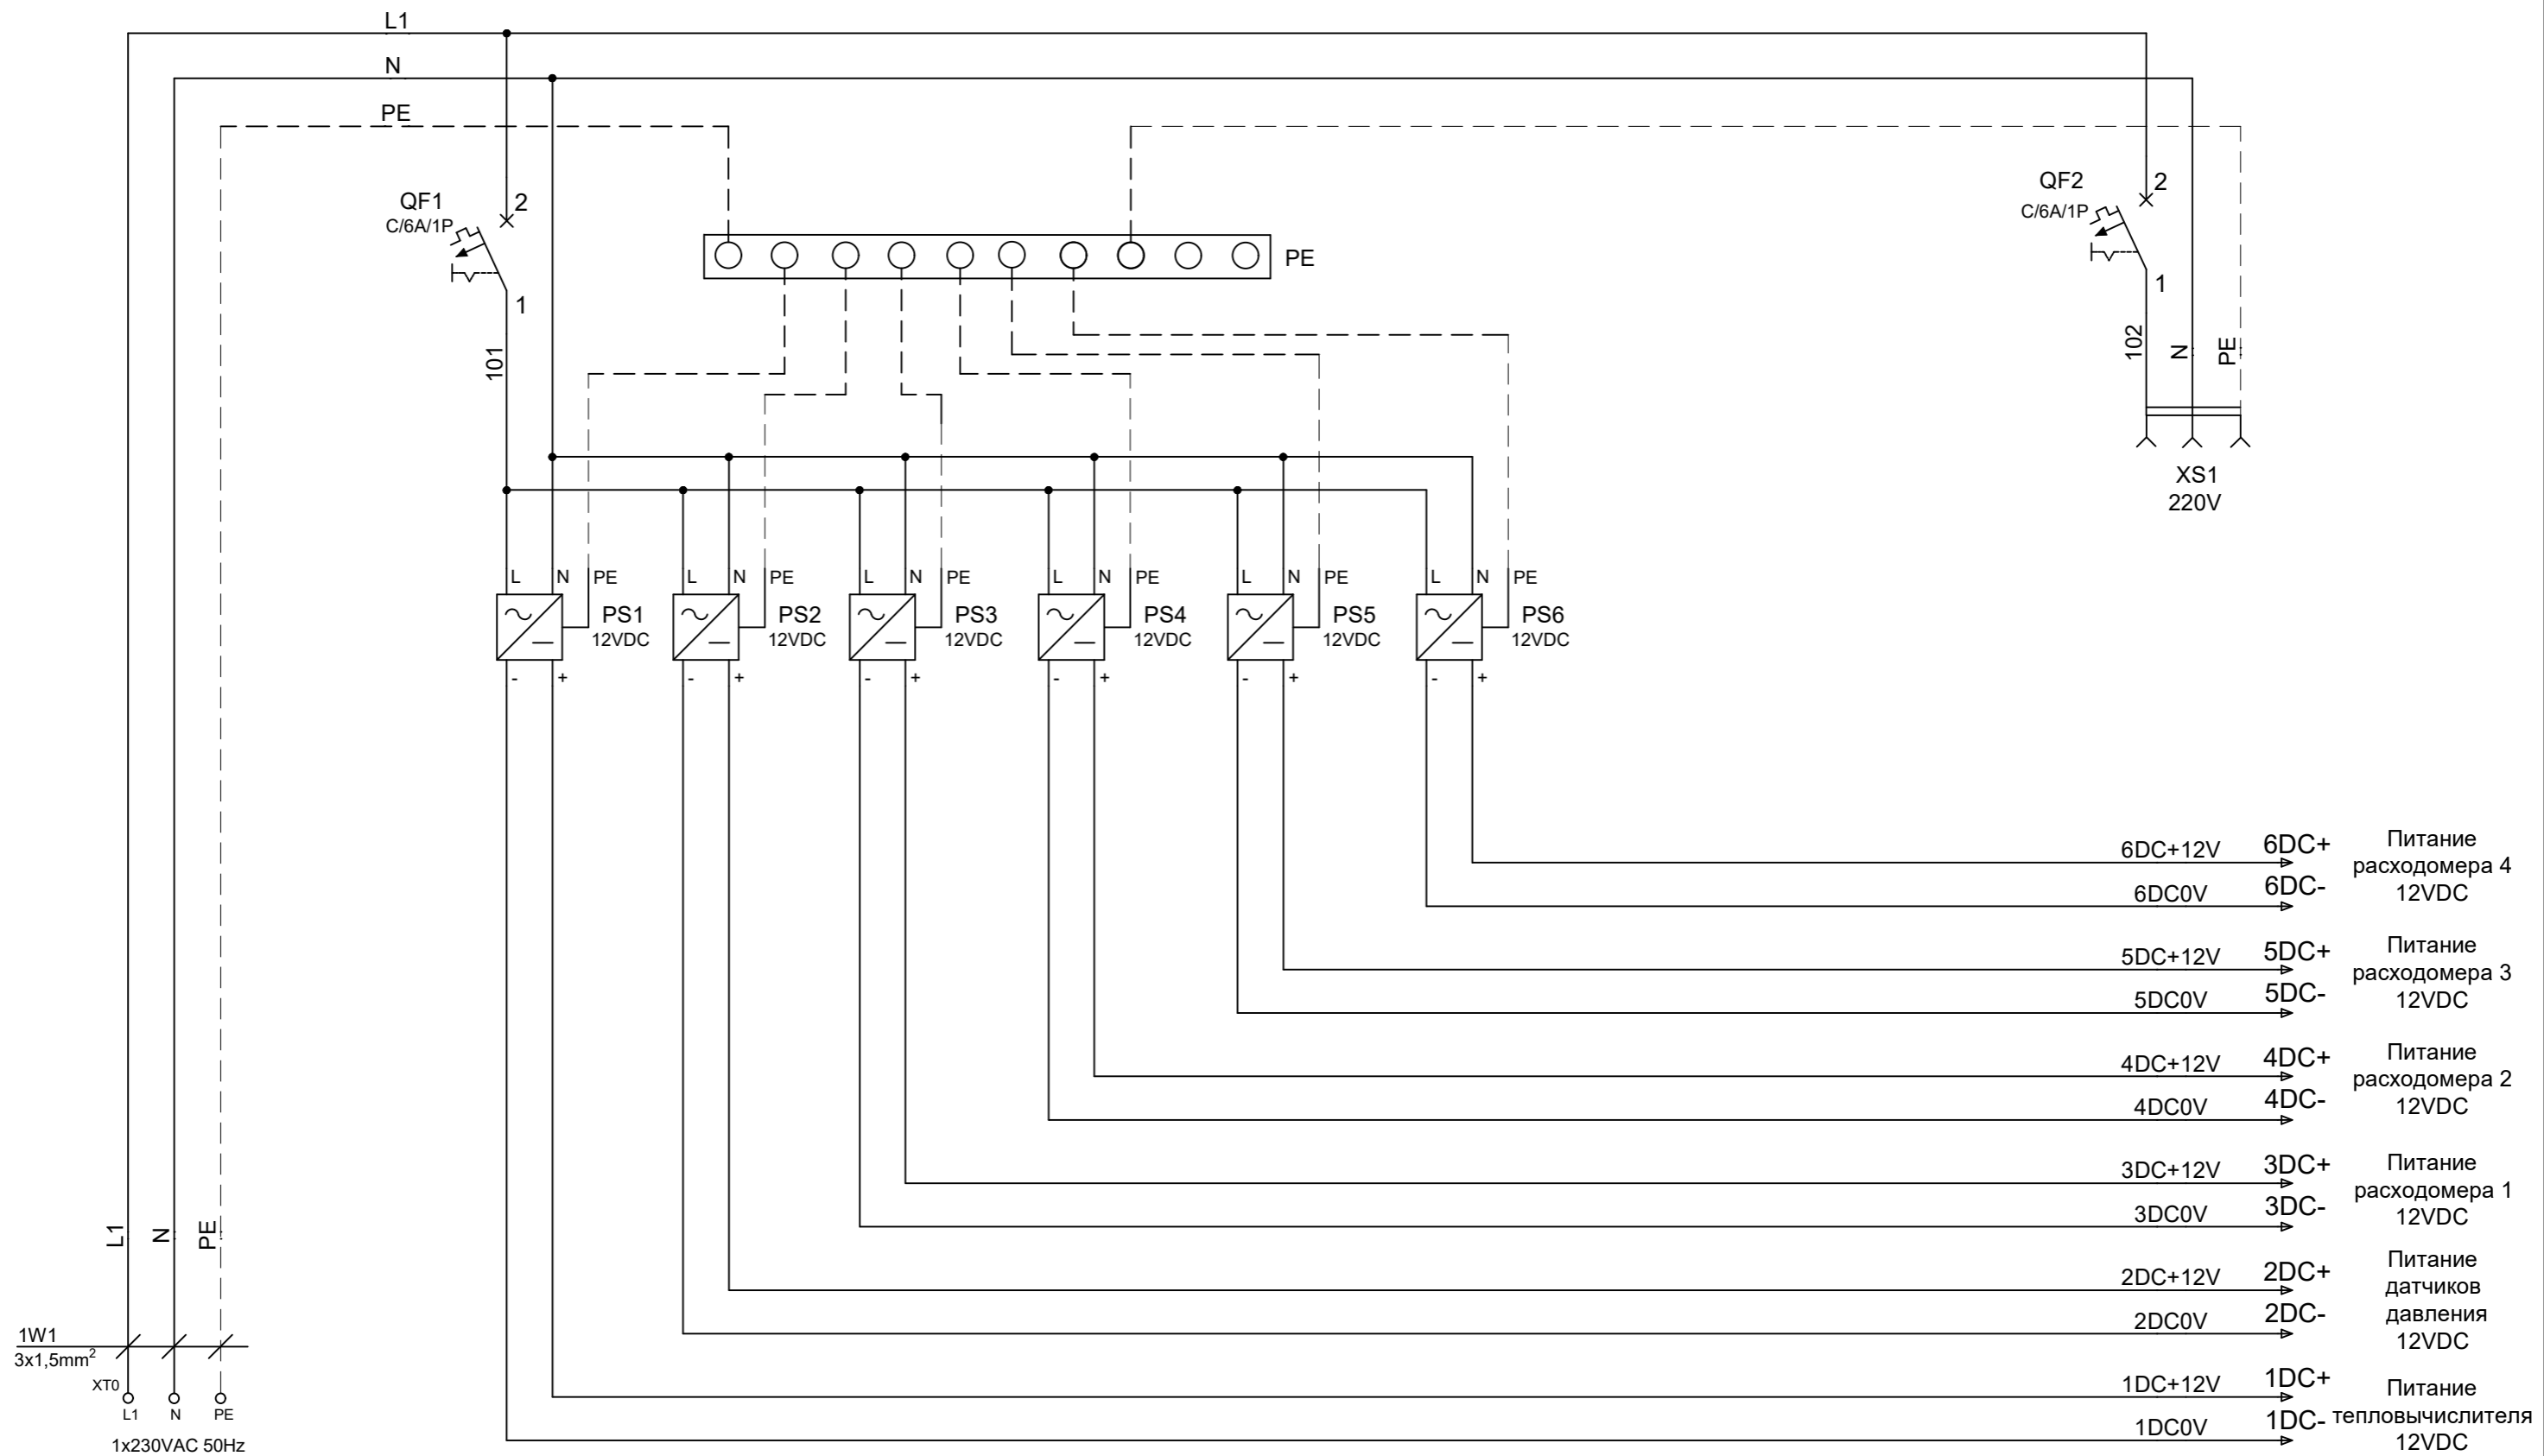 L1
N
PE
QF1
C/6A/1P
2
1
101
PE
QF2
C/6A/1P
2
1
102
N
PE
XS1
220V
L N PE
PS1
12VDC
- +
L N PE
PS2
12VDC
- +
L N PE
PS3
12VDC
- +
L N PE
PS4
12VDC
- +
L N PE
PS5
12VDC
- +
L N PE
PS6
12VDC
- +
6DC+12V 6DC+
6DC0V 6DC-
Питание
расходомера 4
12VDC
5DC+12V 5DC+
5DC0V 5DC-
Питание
расходомера 3
12VDC
4DC+12V 4DC+
4DC0V 4DC-
Питание
расходомера 2
12VDC
3DC+12V 3DC+
3DC0V 3DC-
Питание
расходомера 1
12VDC
2DC+12V 2DC+
2DC0V 2DC-
Питание
датчиков
давления
12VDC
1DC+12V 1DC+
1DC0V 1DC-
Питание
тепловычислителя
12VDC
L1
N
PE
1W1
3x1,5mm²
XT0
L1 N PE
1x230VAC 50Hz